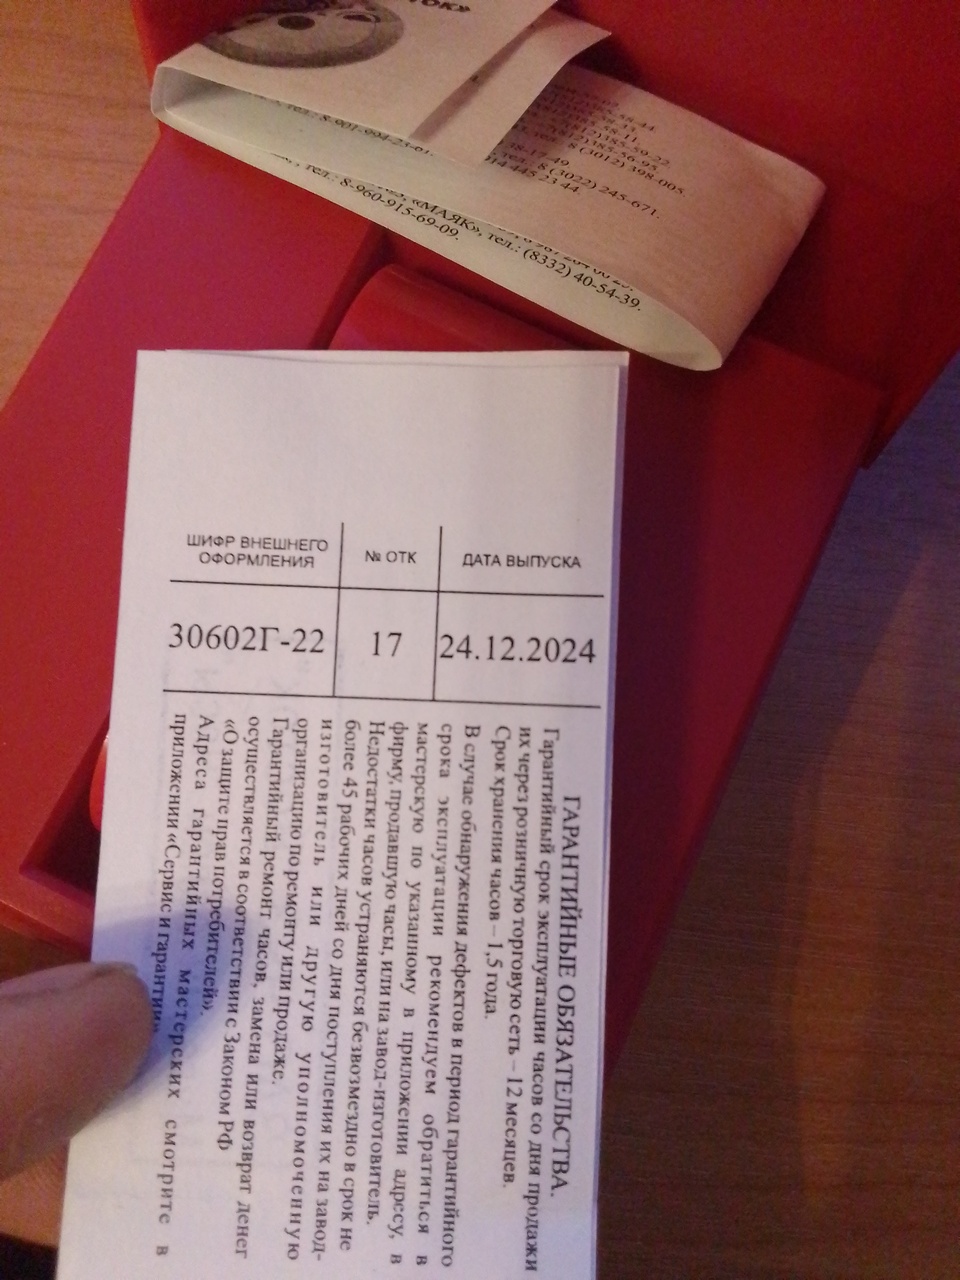 8-901-994-23-61.
8 (3012) 398-005.
тел.: 8 (3022) 245-671.
«МАЯК», тел.: (8332) 40-54-39.
тел.: 8-960-915-69-09.
ШИФР ВНЕШНЕГО
ОФОРМЛЕНИЯ
№ ОТК
ДАТА ВЫПУСКА
30602Г-22
17
24.12.2024
ГАРАНТИЙНЫЕ ОБЯЗАТЕЛЬСТВА.
Гарантийный срок эксплуатации часов со дня продажи
их через розничную торговую сеть – 12 месяцев.
Срок хранения часов – 1,5 года.
В случае обнаружения дефектов в период гарантийного
срока эксплуатации рекомендуем обратиться в
мастерскую по указанному в приложении адресу, в
фирму, продавшую часы, или на завод-изготовитель.
Недостатки часов устраняются безвозмездно в срок не
более 45 рабочих дней со дня поступления их на завод-
изготовитель или другую уполномоченную
организацию по ремонту или продаже.
Гарантийный ремонт часов, замена или возврат денег
осуществляется в соответствии с Законом РФ
«О защите прав потребителей».
Адреса гарантийных мастерских смотрите в
приложении «Сервис и гарантии»